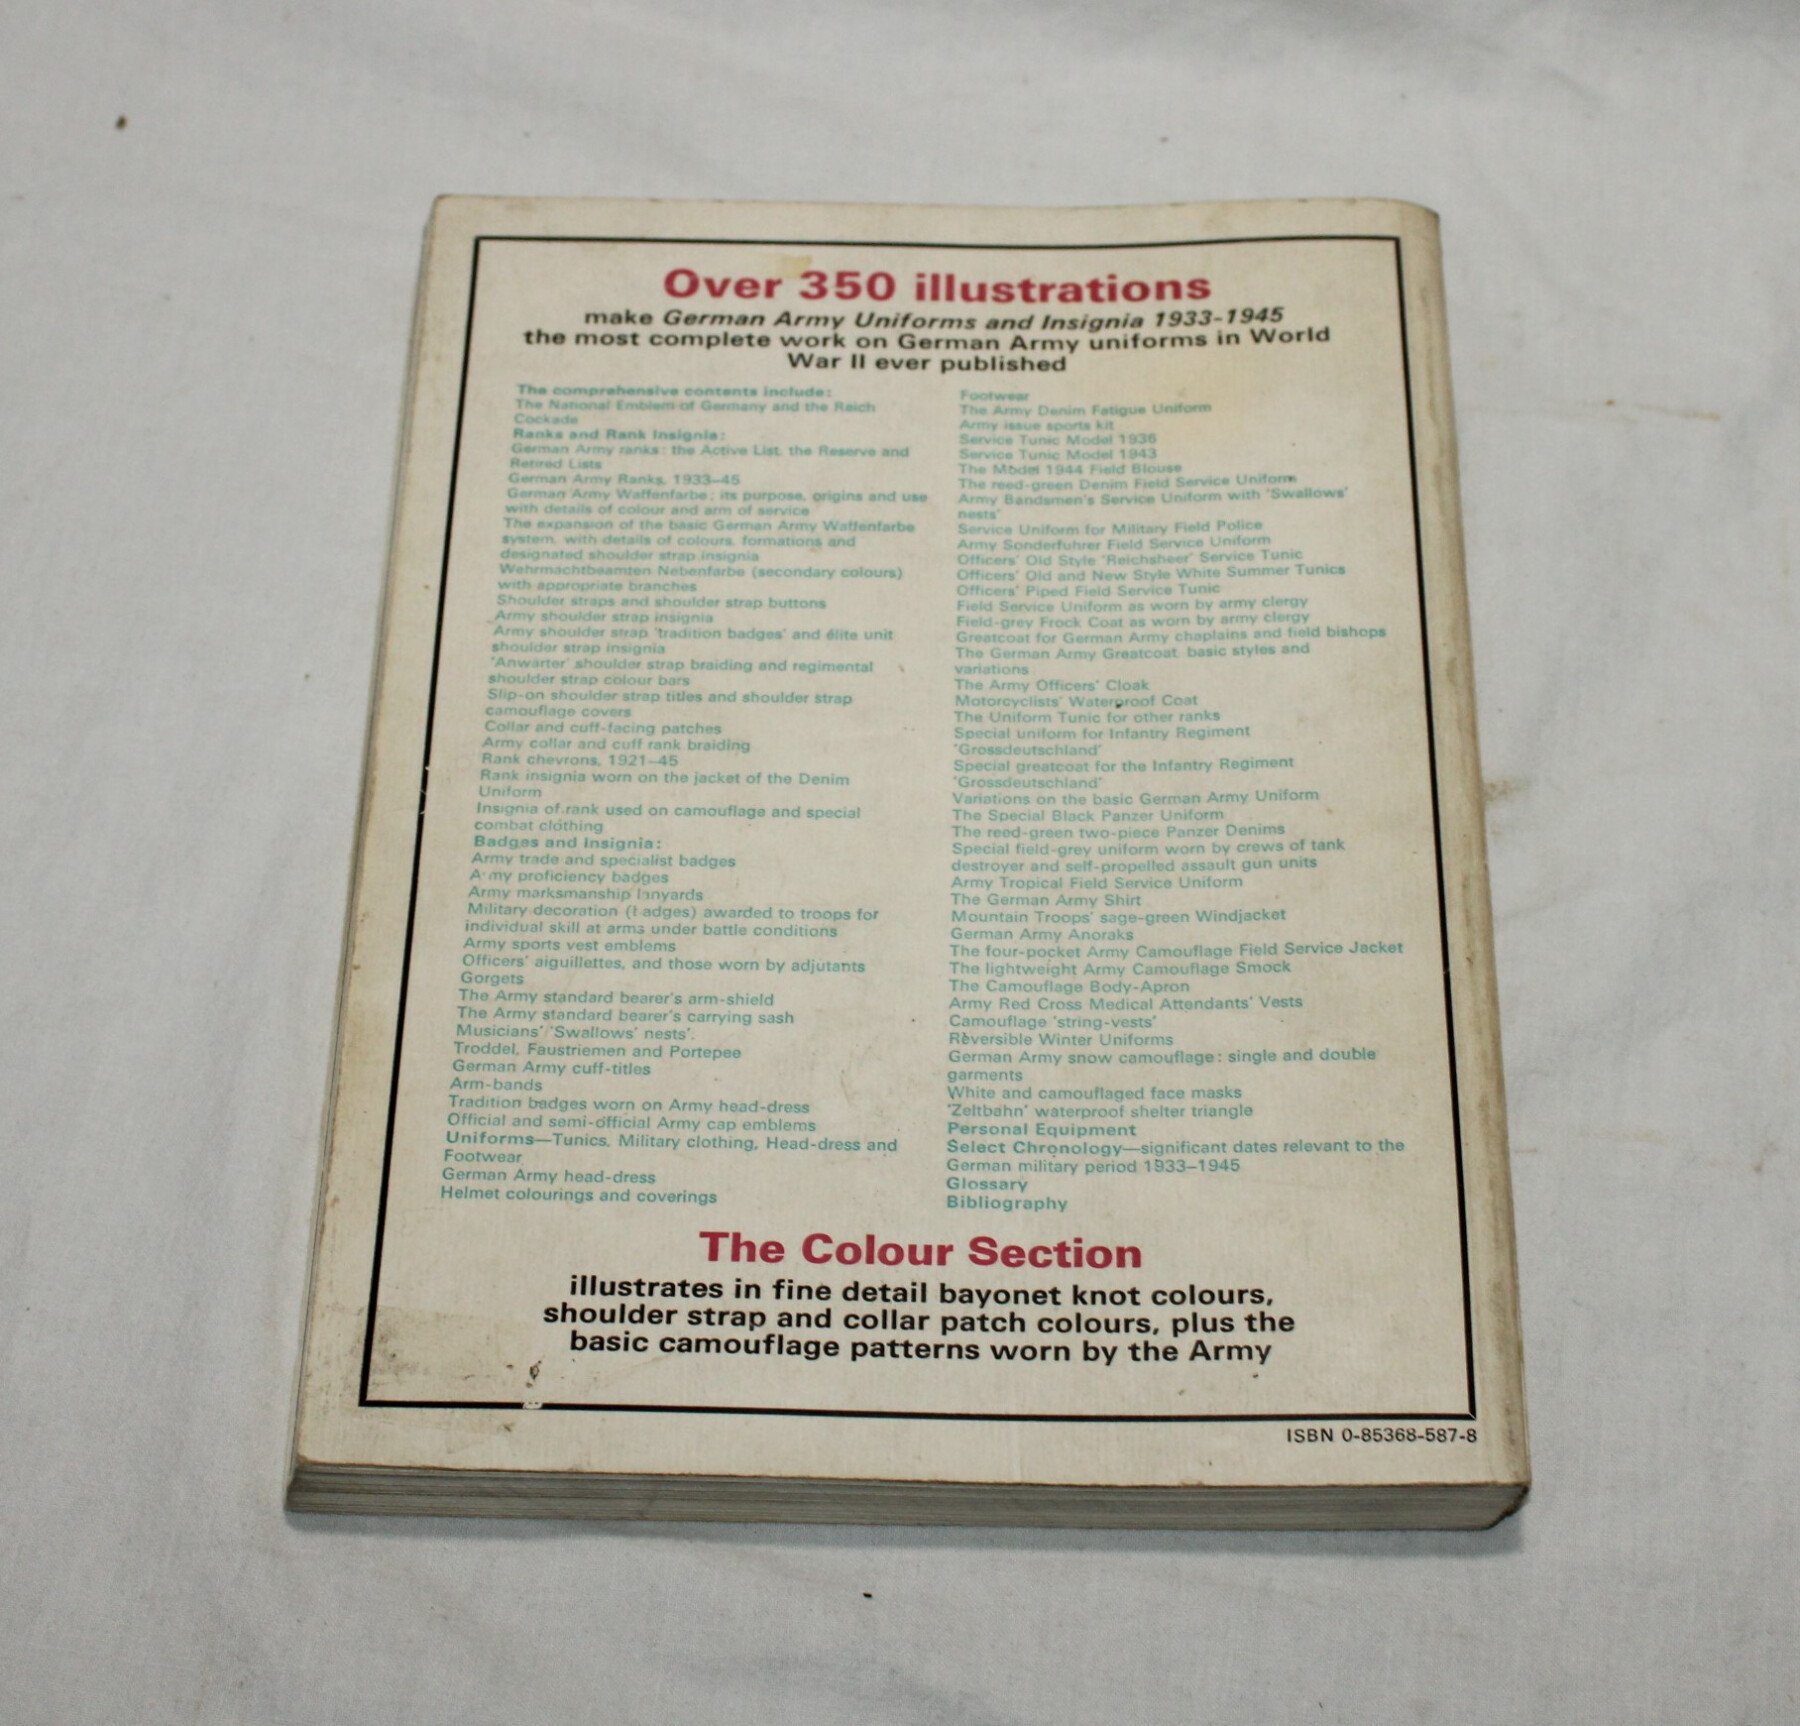 Over 350 illustrations
make German Army Uniforms and Insignia 1933-1945
the most complete work on German Army uniforms in World
War II ever published
The comprehensive contents include:
The National Emblem of Germany and the Reich
Cockade
Ranks and Rank Insignia:
German Army ranks: the Active List, the Reserve and
Retired Lists
German Army Ranks, 1933–45
German Army Waffenfarbe: its purpose, origins and use
with details of colour and arm of service
The expansion of the basic German Army Waffenfarbe
system, with details of colours, formations and
designated shoulder strap insignia
Wehrmachtbeamten Nebenfarbe (secondary colours)
with appropriate branches
Shoulder straps and shoulder strap buttons
Army shoulder strap insignia
Army shoulder strap 'tradition badges' and élite unit
shoulder strap insignia
'Anwarter' shoulder strap braiding and regimental
shoulder strap colour bars
Slip-on shoulder strap titles and shoulder strap
camouflage covers
Collar and cuff-facing patches
Army collar and cuff rank braiding
Rank chevrons, 1921–45
Rank insignia worn on the jacket of the Denim
Uniform
Insignia of rank used on camouflage and special
combat clothing
Badges and Insignia:
Army trade and specialist badges
Army proficiency badges
Army marksmanship lanyards
Military decoration (badges) awarded to troops for
individual skill at arms under battle conditions
Army sports vest emblems
Officers' aiguillettes, and those worn by adjutants
Gorgets
The Army standard bearer's arm-shield
The Army standard bearer's carrying sash
Musicians' 'Swallows' nests'.
Troddel, Faustriemen and Portepee
German Army cuff-titles
Arm-bands
Tradition badges worn on Army head-dress
Official and semi-official Army cap emblems
Uniforms—Tunics, Military clothing, Head-dress and
Footwear
German Army head-dress
Helmet colourings and coverings
Footwear
The Army Denim Fatigue Uniform
Army issue sports kit
Service Tunic Model 1936
Service Tunic Model 1943
The Model 1944 Field Blouse
The reed-green Denim Field Service Uniform
Army Bandsmen's Service Uniform with 'Swallows'
nests'
Service Uniform for Military Field Police
Army Sonderfuhrer Field Service Uniform
Officers' Old Style 'Reichsheer' Service Tunic
Officers' Old and New Style White Summer Tunics
Officers' Piped Field Service Tunic
Field Service Uniform as worn by army clergy
Field-grey Frock Coat as worn by army clergy
Greatcoat for German Army chaplains and field bishops
The German Army Greatcoat basic styles and
variations
The Army Officers' Cloak
Motorcyclists' Waterproof Coat
The Uniform Tunic for other ranks
Special uniform for Infantry Regiment
'Grossdeutschland'
Special greatcoat for the Infantry Regiment
'Grossdeutschland'
Variations on the basic German Army Uniform
The Special Black Panzer Uniform
The reed-green two-piece Panzer Denims
Special field-grey uniform worn by crews of tank
destroyer and self-propelled assault gun units
Army Tropical Field Service Uniform
The German Army Shirt
Mountain Troops' sage-green Windjacket
German Army Anoraks
The four-pocket Army Camouflage Field Service Jacket
The lightweight Army Camouflage Smock
The Camouflage Body-Apron
Army Red Cross Medical Attendants' Vests
Camouflage 'string-vests'
Reversible Winter Uniforms
German Army snow camouflage: single and double
garments
White and camouflaged face masks
'Zeltbahn' waterproof shelter triangle
Personal Equipment
Select Chronology—significant dates relevant to the
German military period 1933–1945
Glossary
Bibliography
The Colour Section
illustrates in fine detail bayonet knot colours,
shoulder strap and collar patch colours, plus the
basic camouflage patterns worn by the Army
ISBN 0-85368-587-8